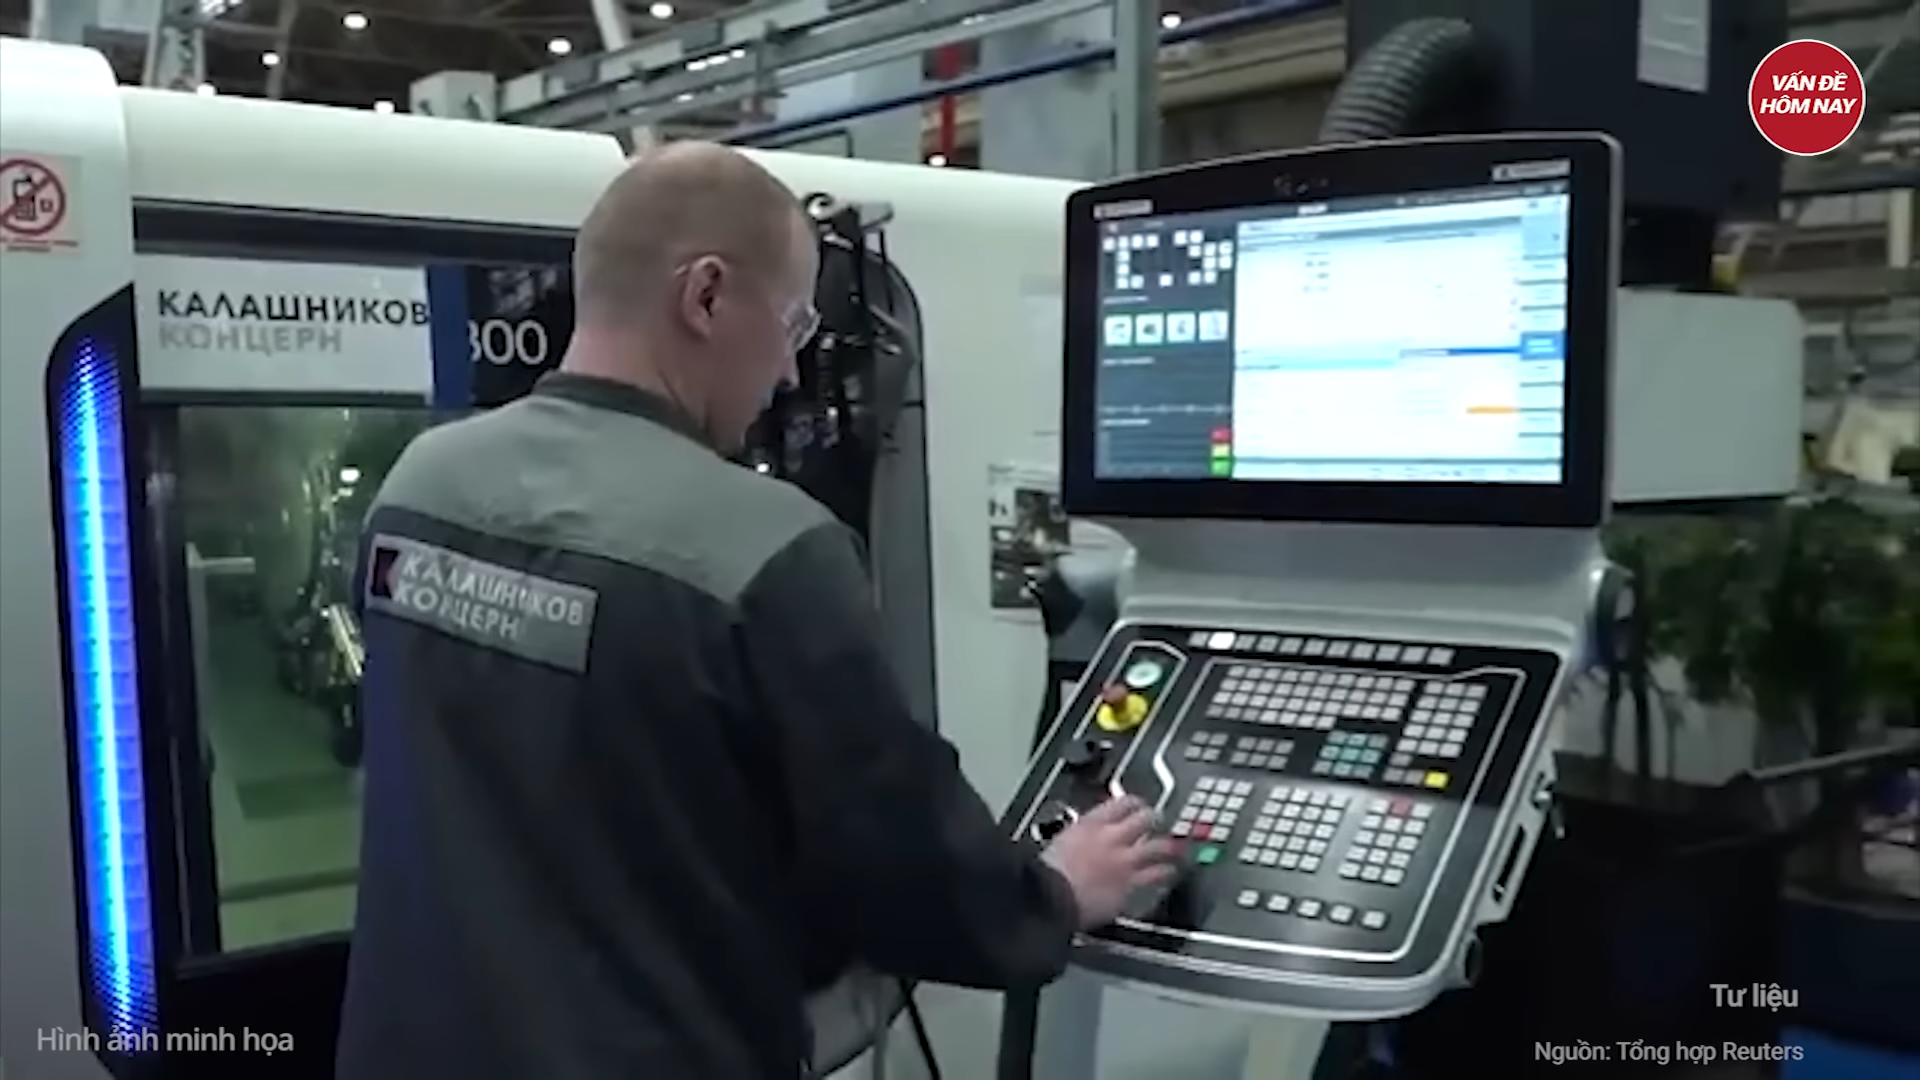 VẤN ĐỀ
HÔM NAY
КАЛАШНИКОВ
КОНЦЕРН
300
КАЛАШНИКОВ
КОНЦЕРН
Tư liệu
Hình ảnh minh họa
Nguồn: Tổng hợp Reuters